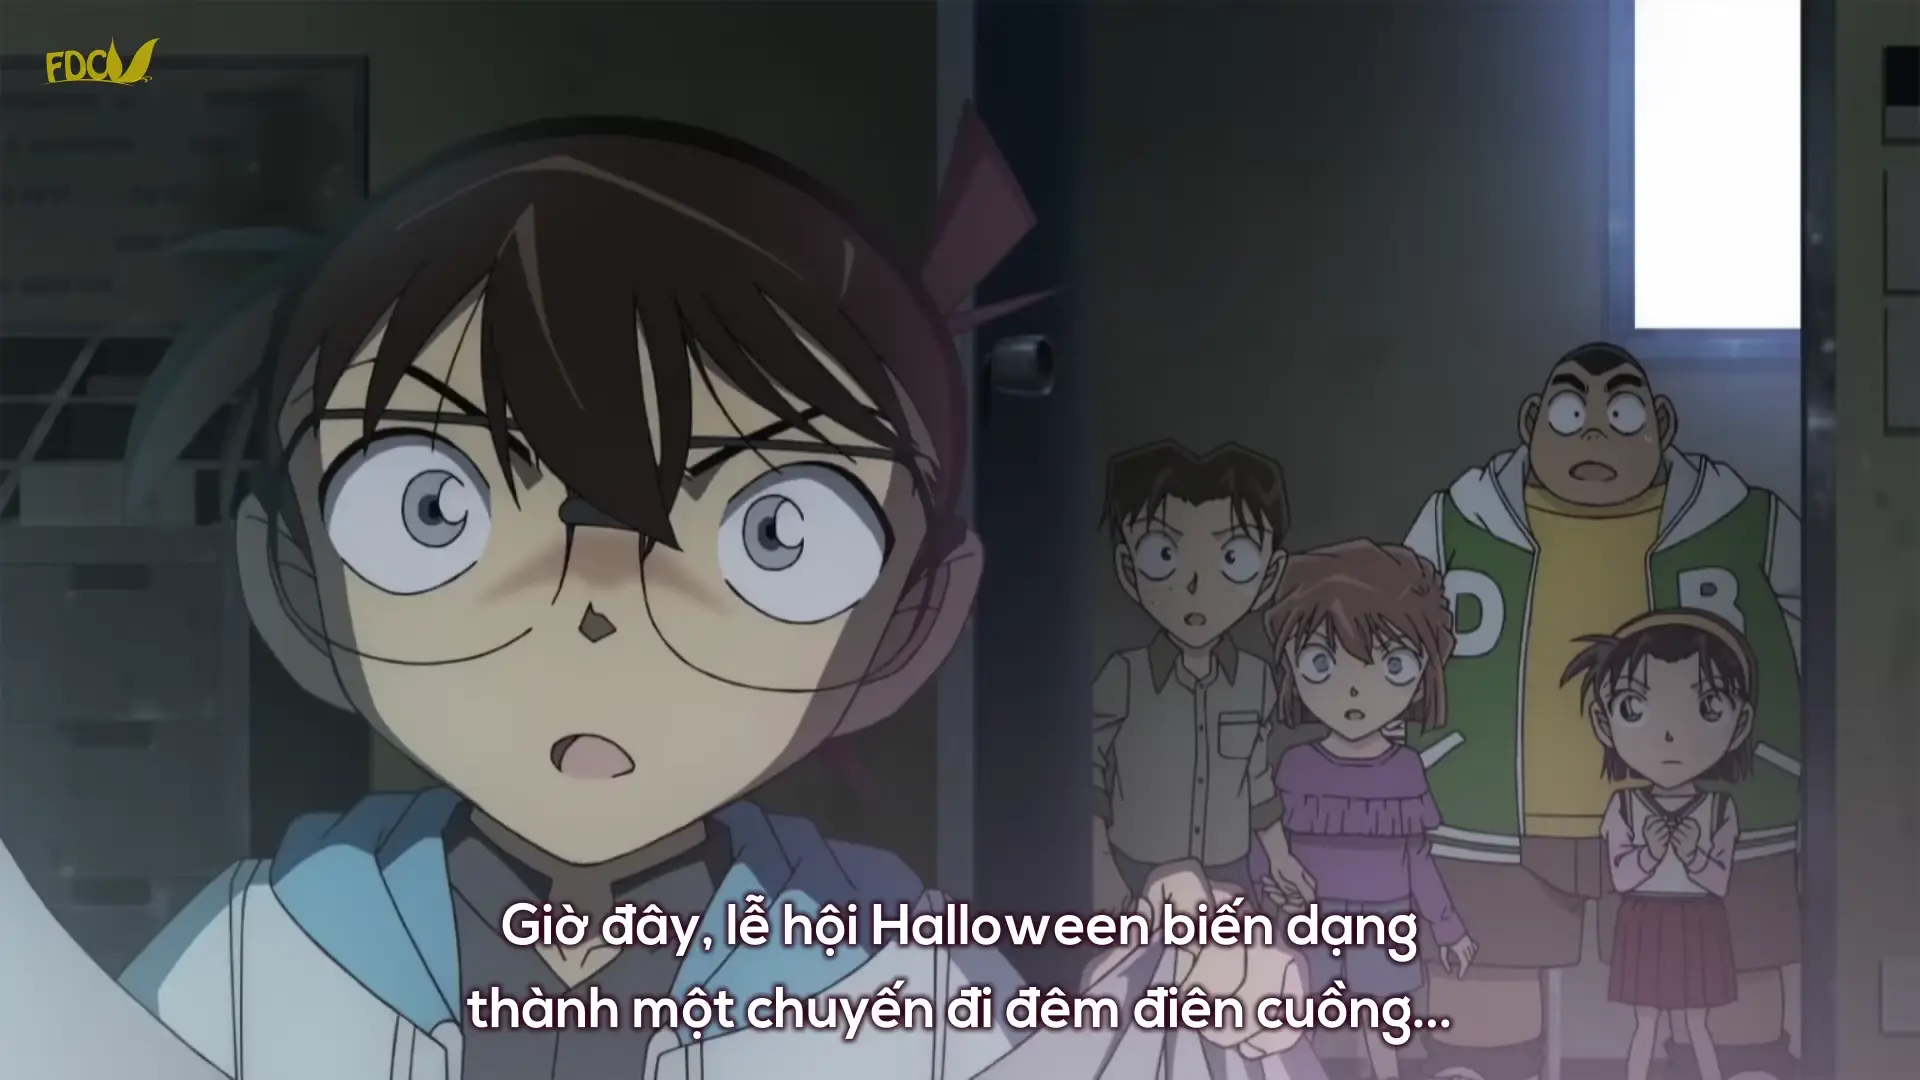 FDC
Giờ đây, lễ hội Halloween biến dạng
thành một chuyến đi đêm điên cuồng...
D B